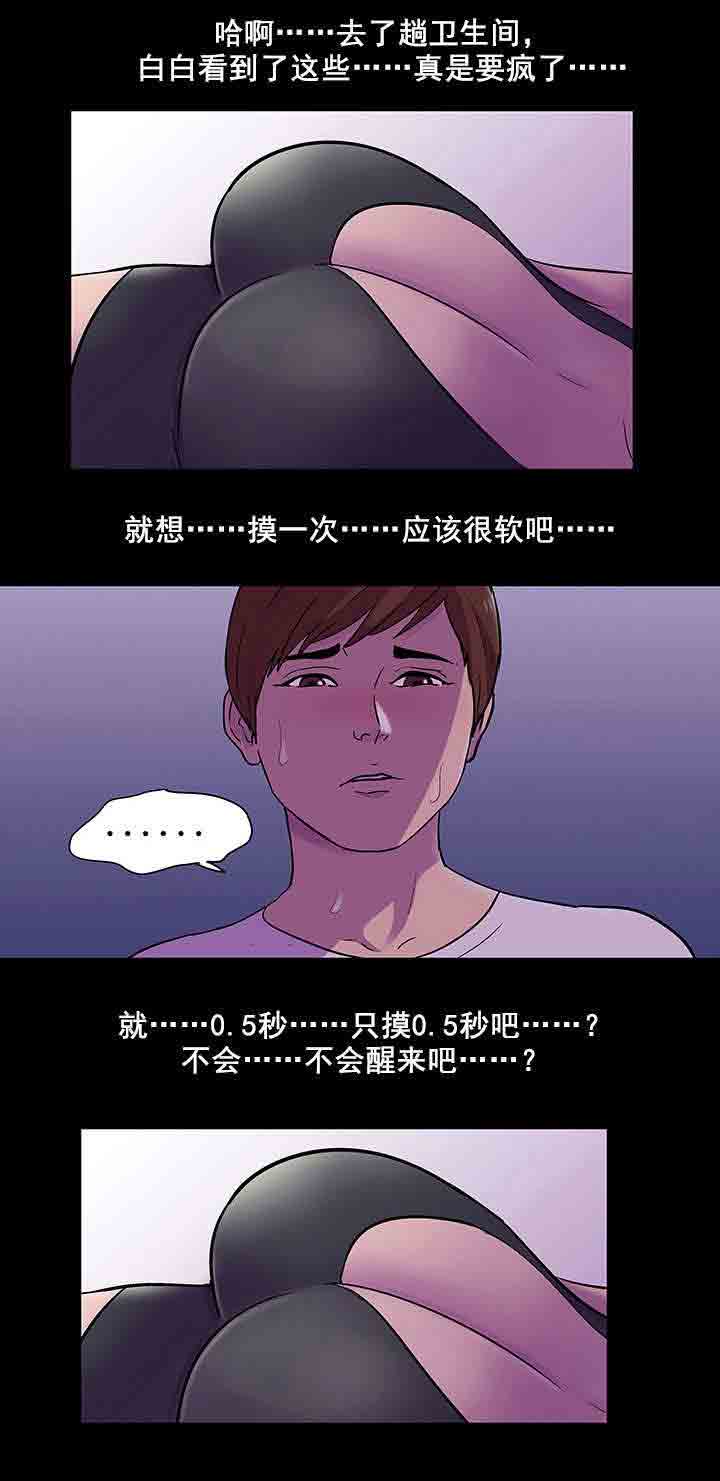 哈啊……去了趟卫生间，
白白看到了这些……真是要疯了……
就想……摸一次……应该很软吧……
······
就……0.5秒……只摸0.5秒吧……？
不会……不会醒来吧……？